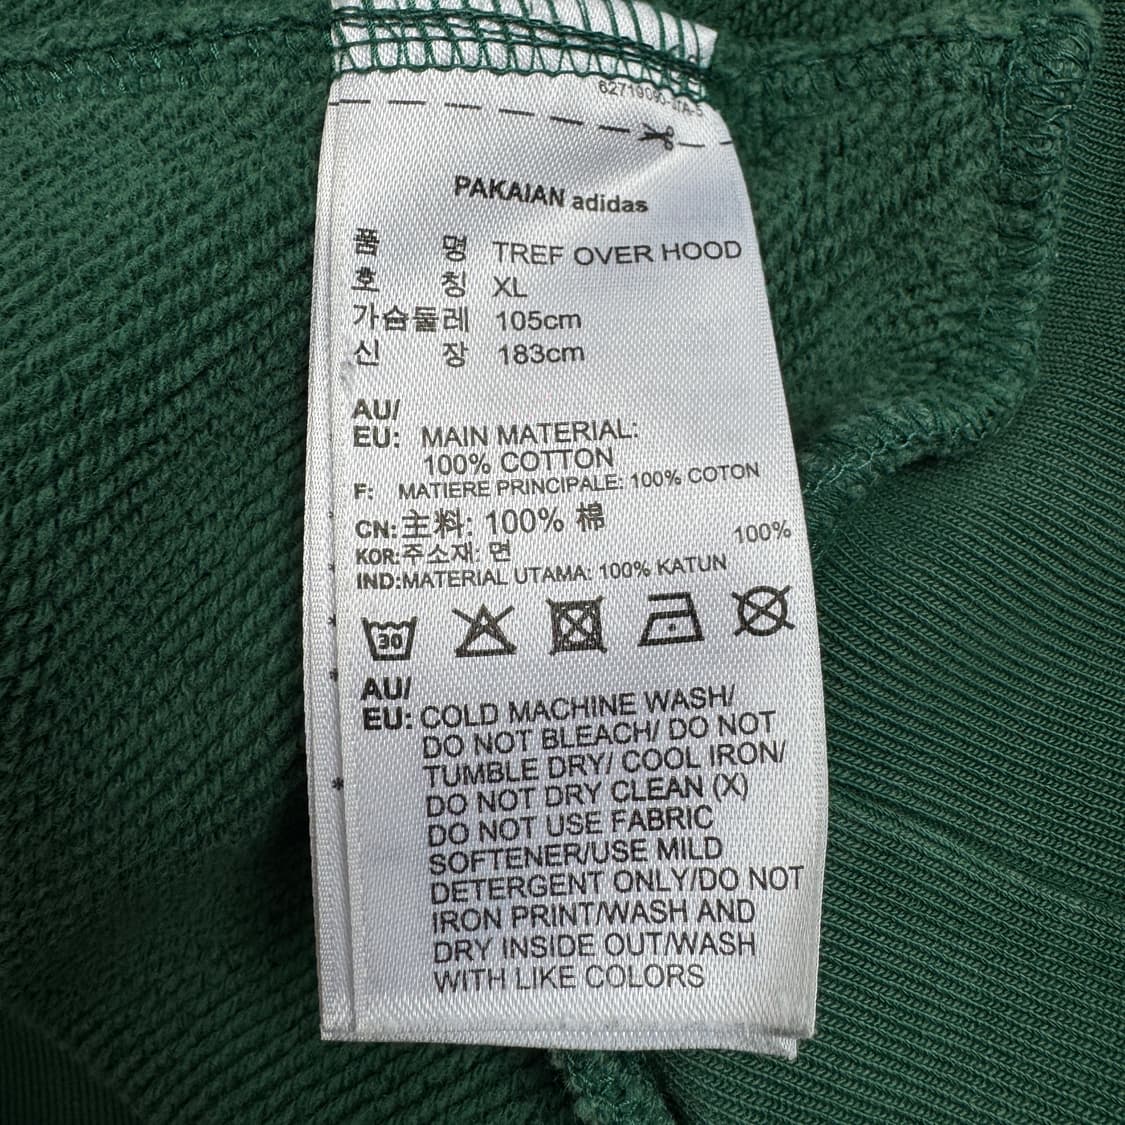 PAKAIAN adidas
품 명 TREF OVER HOOD
호 칭 XL
가슴둘레 105cm
신 장 183cm
AU/
EU: MAIN MATERIAL:
100% COTTON
F: MATIERE PRINCIPALE: 100% COTON
CN: 主料: 100% 棉
KOR: 주소재: 면 100%
IND: MATERIAL UTAMA: 100% KATUN
30
AU/
EU: COLD MACHINE WASH/
DO NOT BLEACH/ DO NOT
TUMBLE DRY/ COOL IRON/
DO NOT DRY CLEAN (X)
DO NOT USE FABRIC
SOFTENER/USE MILD
DETERGENT ONLY/DO NOT
IRON PRINT/WASH AND
DRY INSIDE OUT/WASH
WITH LIKE COLORS